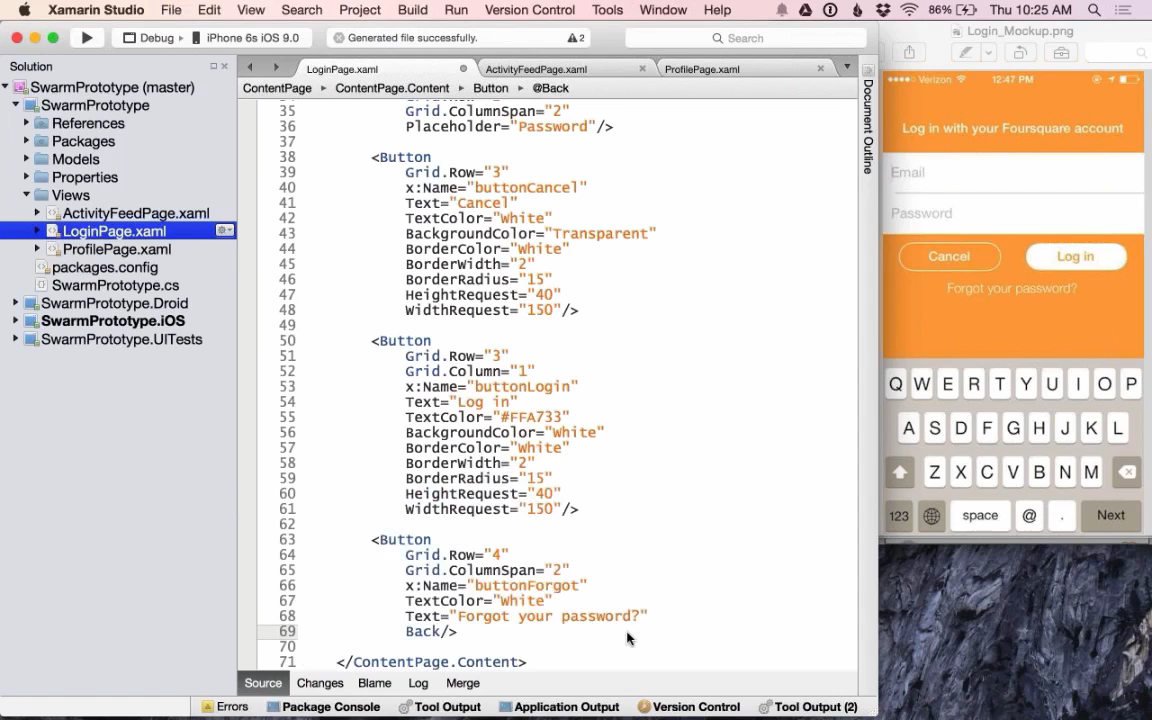 Xamarin Studio File Edit View Search Project Build Run Version Control Tools Window Help 86% Thu 10:25 AM
Debug iPhone 6s iOS 9.0 Generated file successfully. 2 Search
Login_Mockup.png
Solution
LoginPage.xaml ActivityFeedPage.xaml ProfilePage.xaml
ContentPage ContentPage.Content Button @Back
Document Outline
SwarmPrototype (master)
SwarmPrototype
References
Packages
Models
Properties
Views
ActivityFeedPage.xaml
LoginPage.xaml
ProfilePage.xaml
packages.config
SwarmPrototype.cs
SwarmPrototype.Droid
SwarmPrototype.iOS
SwarmPrototype.UITests
35 Grid.ColumnSpan="2"
36 Placeholder="Password"/>
37
38 <Button
39 Grid.Row="3"
40 x:Name="buttonCancel"
41 Text="Cancel"
42 TextColor="White"
43 BackgroundColor="Transparent"
44 BorderColor="White"
45 BorderWidth="2"
46 BorderRadius="15"
47 HeightRequest="40"
48 WidthRequest="150"/>
49
50 <Button
51 Grid.Row="3"
52 Grid.Column="1"
53 x:Name="buttonLogin"
54 Text="Log in"
55 TextColor="#FFA733"
56 BackgroundColor="White"
57 BorderColor="White"
58 BorderWidth="2"
59 BorderRadius="15"
60 HeightRequest="40"
61 WidthRequest="150"/>
62
63 <Button
64 Grid.Row="4"
65 Grid.ColumnSpan="2"
66 x:Name="buttonForgot"
67 TextColor="White"
68 Text="Forgot your password?"
69 Back/>
70
71 </ContentPage.Content>
Source Changes Blame Log Merge
Errors Package Console Tool Output Application Output Version Control Tool Output (2)
Verizon 12:47 PM
Log in with your Foursquare account
Email
Password
Cancel Log in
Forgot your password?
Q W E R T Y U I O P
A S D F G H J K L
Z X C V B N M
123 space @ . Next